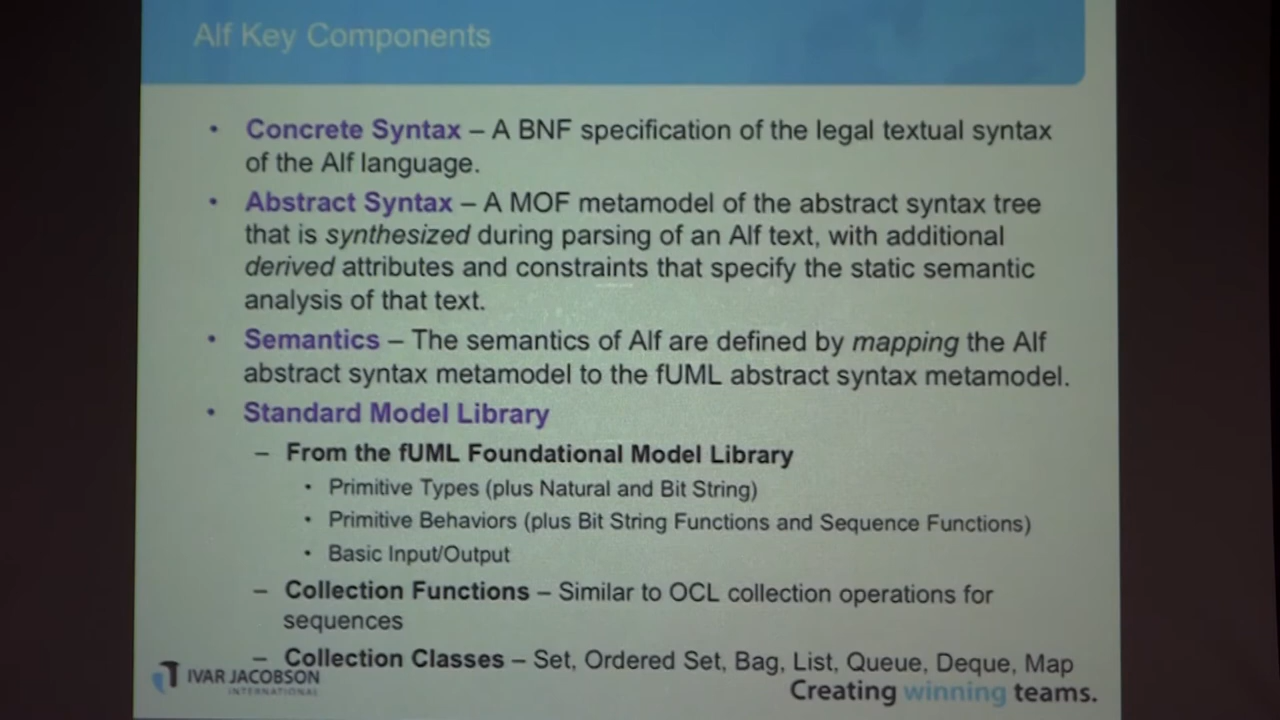 Alf Key Components
• Concrete Syntax – A BNF specification of the legal textual syntax
of the Alf language.
• Abstract Syntax – A MOF metamodel of the abstract syntax tree
that is synthesized during parsing of an Alf text, with additional
derived attributes and constraints that specify the static semantic
analysis of that text.
• Semantics – The semantics of Alf are defined by mapping the Alf
abstract syntax metamodel to the fUML abstract syntax metamodel.
• Standard Model Library
– From the fUML Foundational Model Library
• Primitive Types (plus Natural and Bit String)
• Primitive Behaviors (plus Bit String Functions and Sequence Functions)
• Basic Input/Output
– Collection Functions – Similar to OCL collection operations for
sequences
– Collection Classes – Set, Ordered Set, Bag, List, Queue, Deque, Map
IVAR JACOBSON
INTERNATIONAL
Creating winning teams.